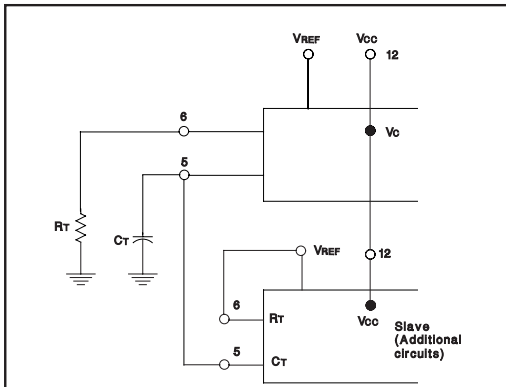 VREF
VCC
12
6
VC
5
RT
CT
12
VREF
6
RT
VCC
Slave
(Additional
circuits)
5
CT